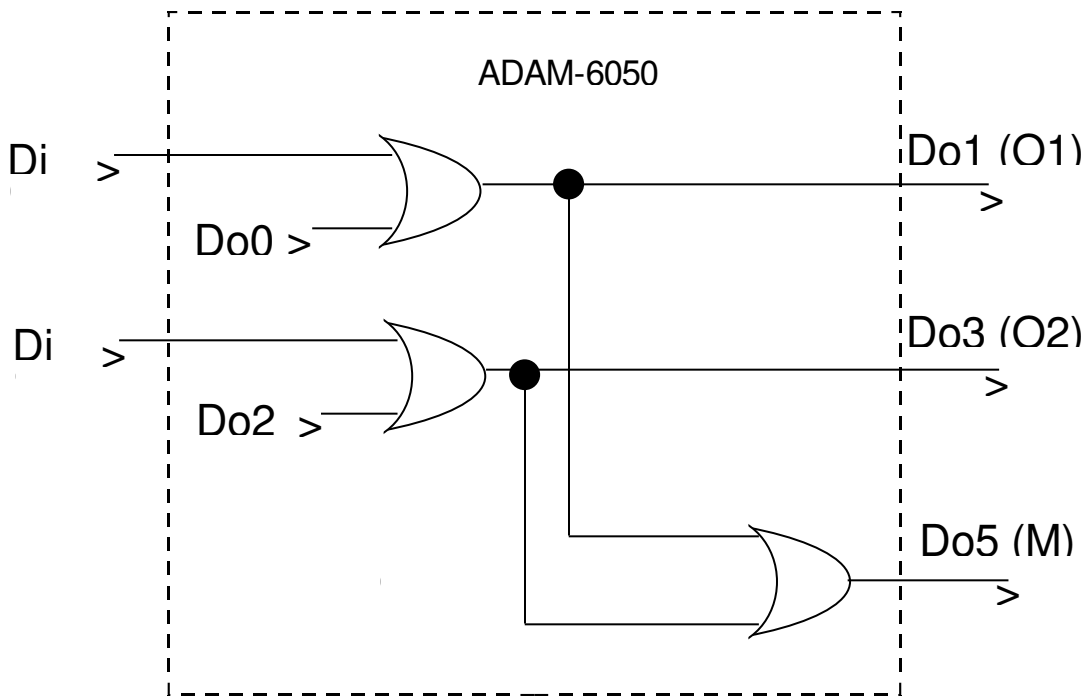 ADAM-6050
Di >
Do1 (O1)
>
Do0 >
Di >
Do3 (O2)
>
Do2 >
Do5 (M)
>